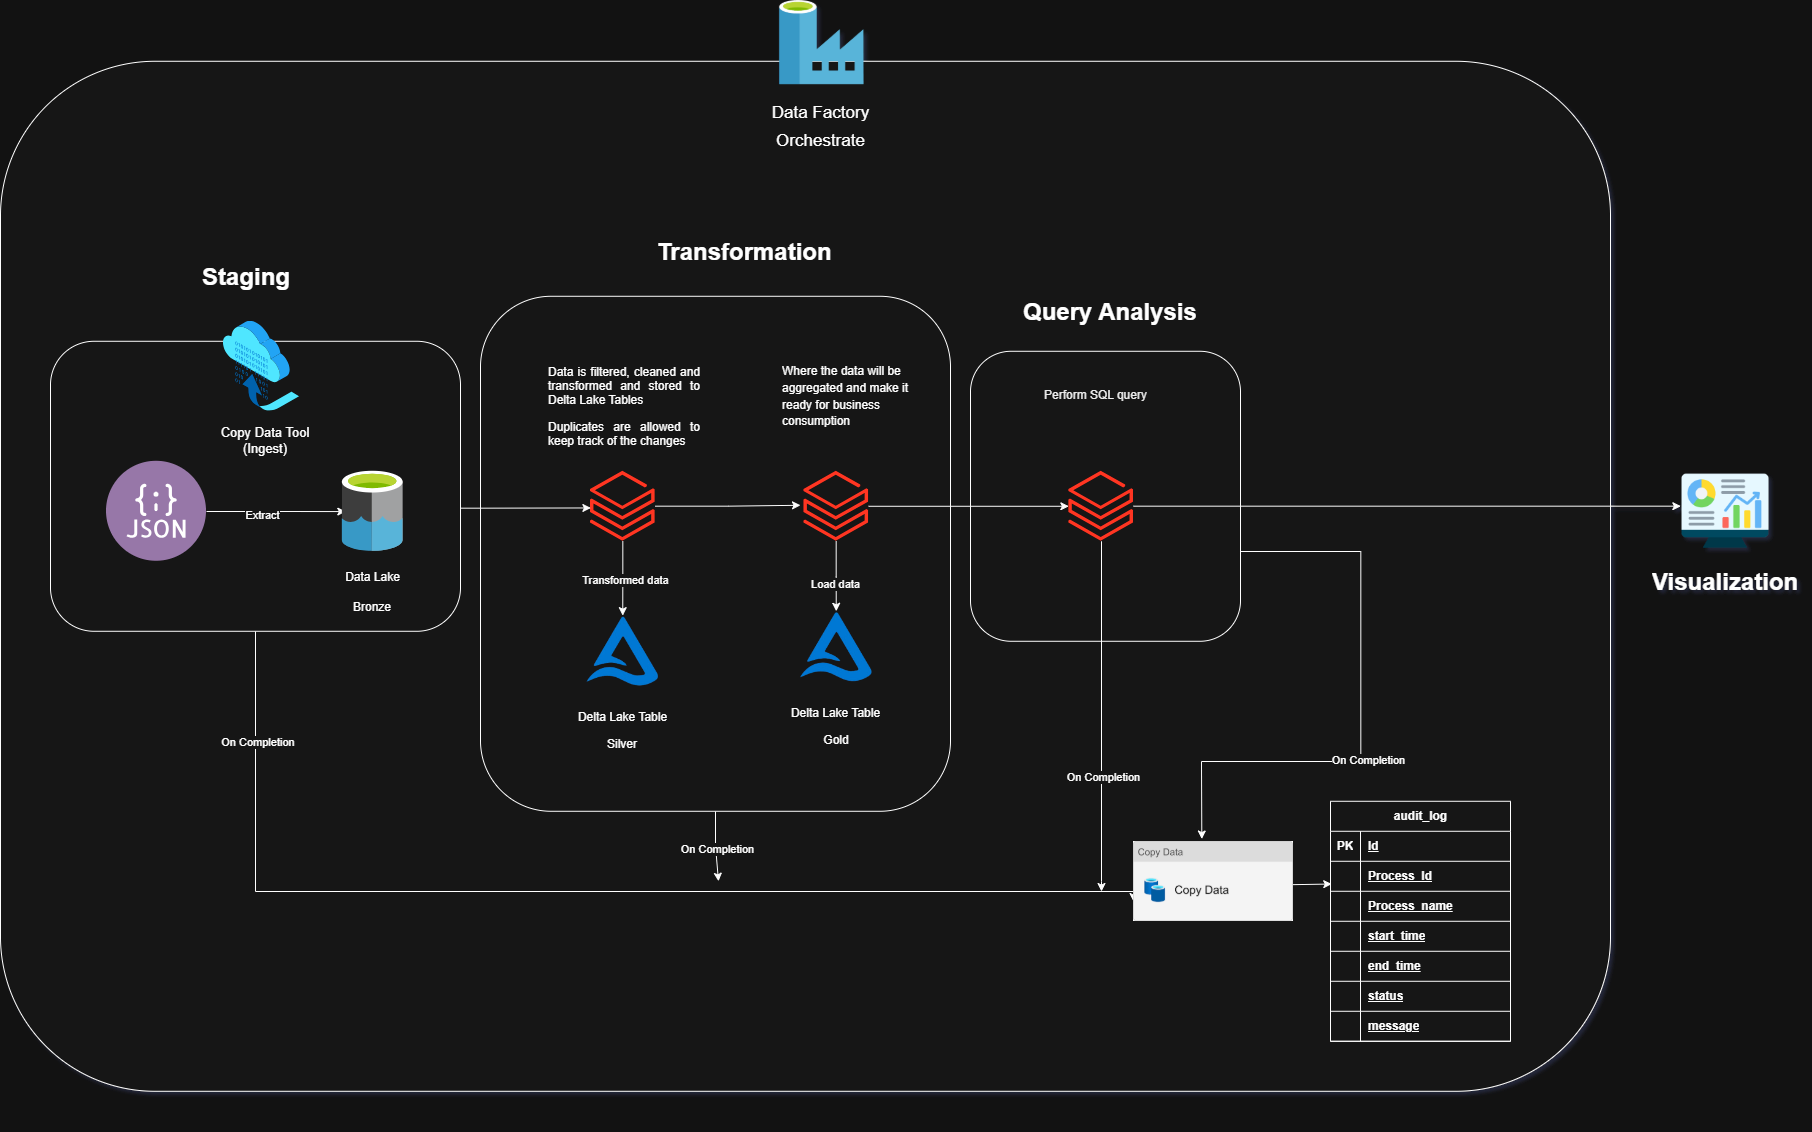 Data Factory
Orchestrate
Transformation
Staging
Query Analysis
Copy Data Tool
(Ingest)
{;}
JSON
Extract
Data Lake
Bronze
Data is filtered, cleaned and
transformed and stored to
Delta Lake Tables
Duplicates are allowed to
keep track of the changes
Where the data will be
aggregated and make it
ready for business
consumption
Transformed data
Load data
Delta Lake Table
Silver
Delta Lake Table
Gold
Perform SQL query
Visualization
On Completion
On Completion
On Completion
On Completion
Copy Data
Copy Data
audit_log
PK Id
Process_Id
Process_name
start_time
end_time
status
message